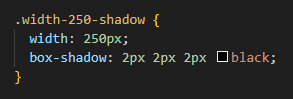 .width-250-shadow {
  width: 250px;
  box-shadow: 2px 2px 2px black;
}